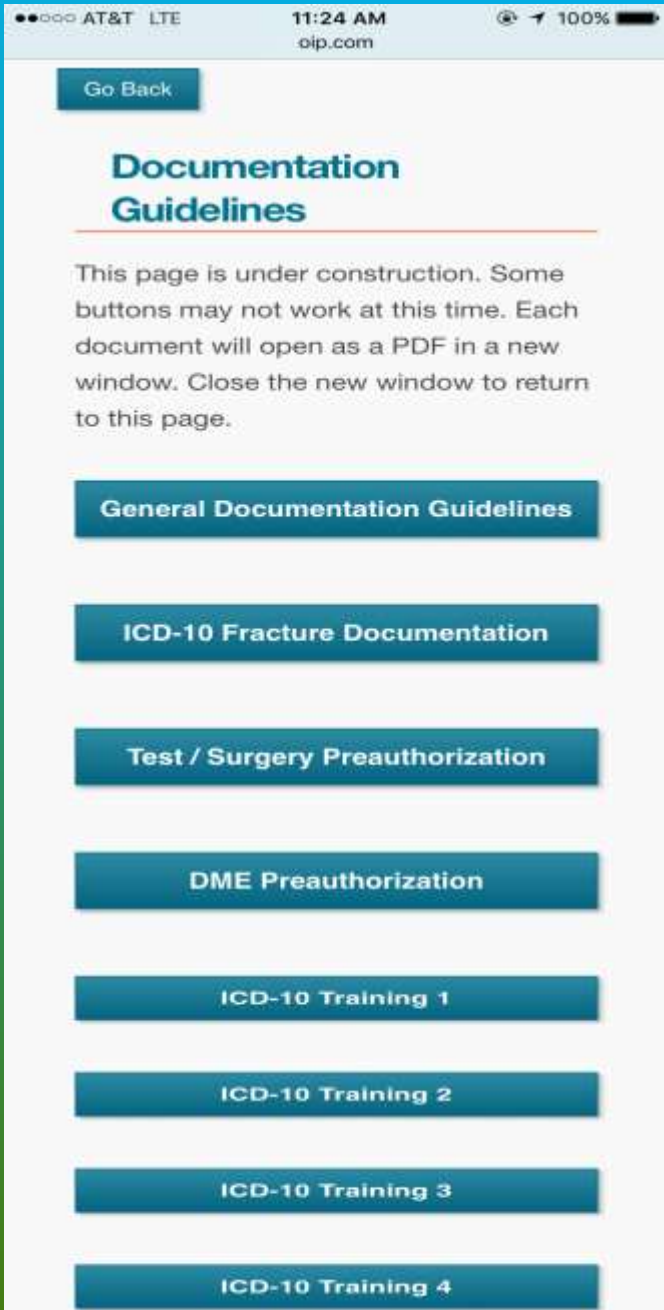 AT&T LTE 11:24 AM 100%
oip.com
Go Back
Documentation
Guidelines
This page is under construction. Some
buttons may not work at this time. Each
document will open as a PDF in a new
window. Close the new window to return
to this page.
General Documentation Guidelines
ICD-10 Fracture Documentation
Test / Surgery Preauthorization
DME Preauthorization
ICD-10 Training 1
ICD-10 Training 2
ICD-10 Training 3
ICD-10 Training 4